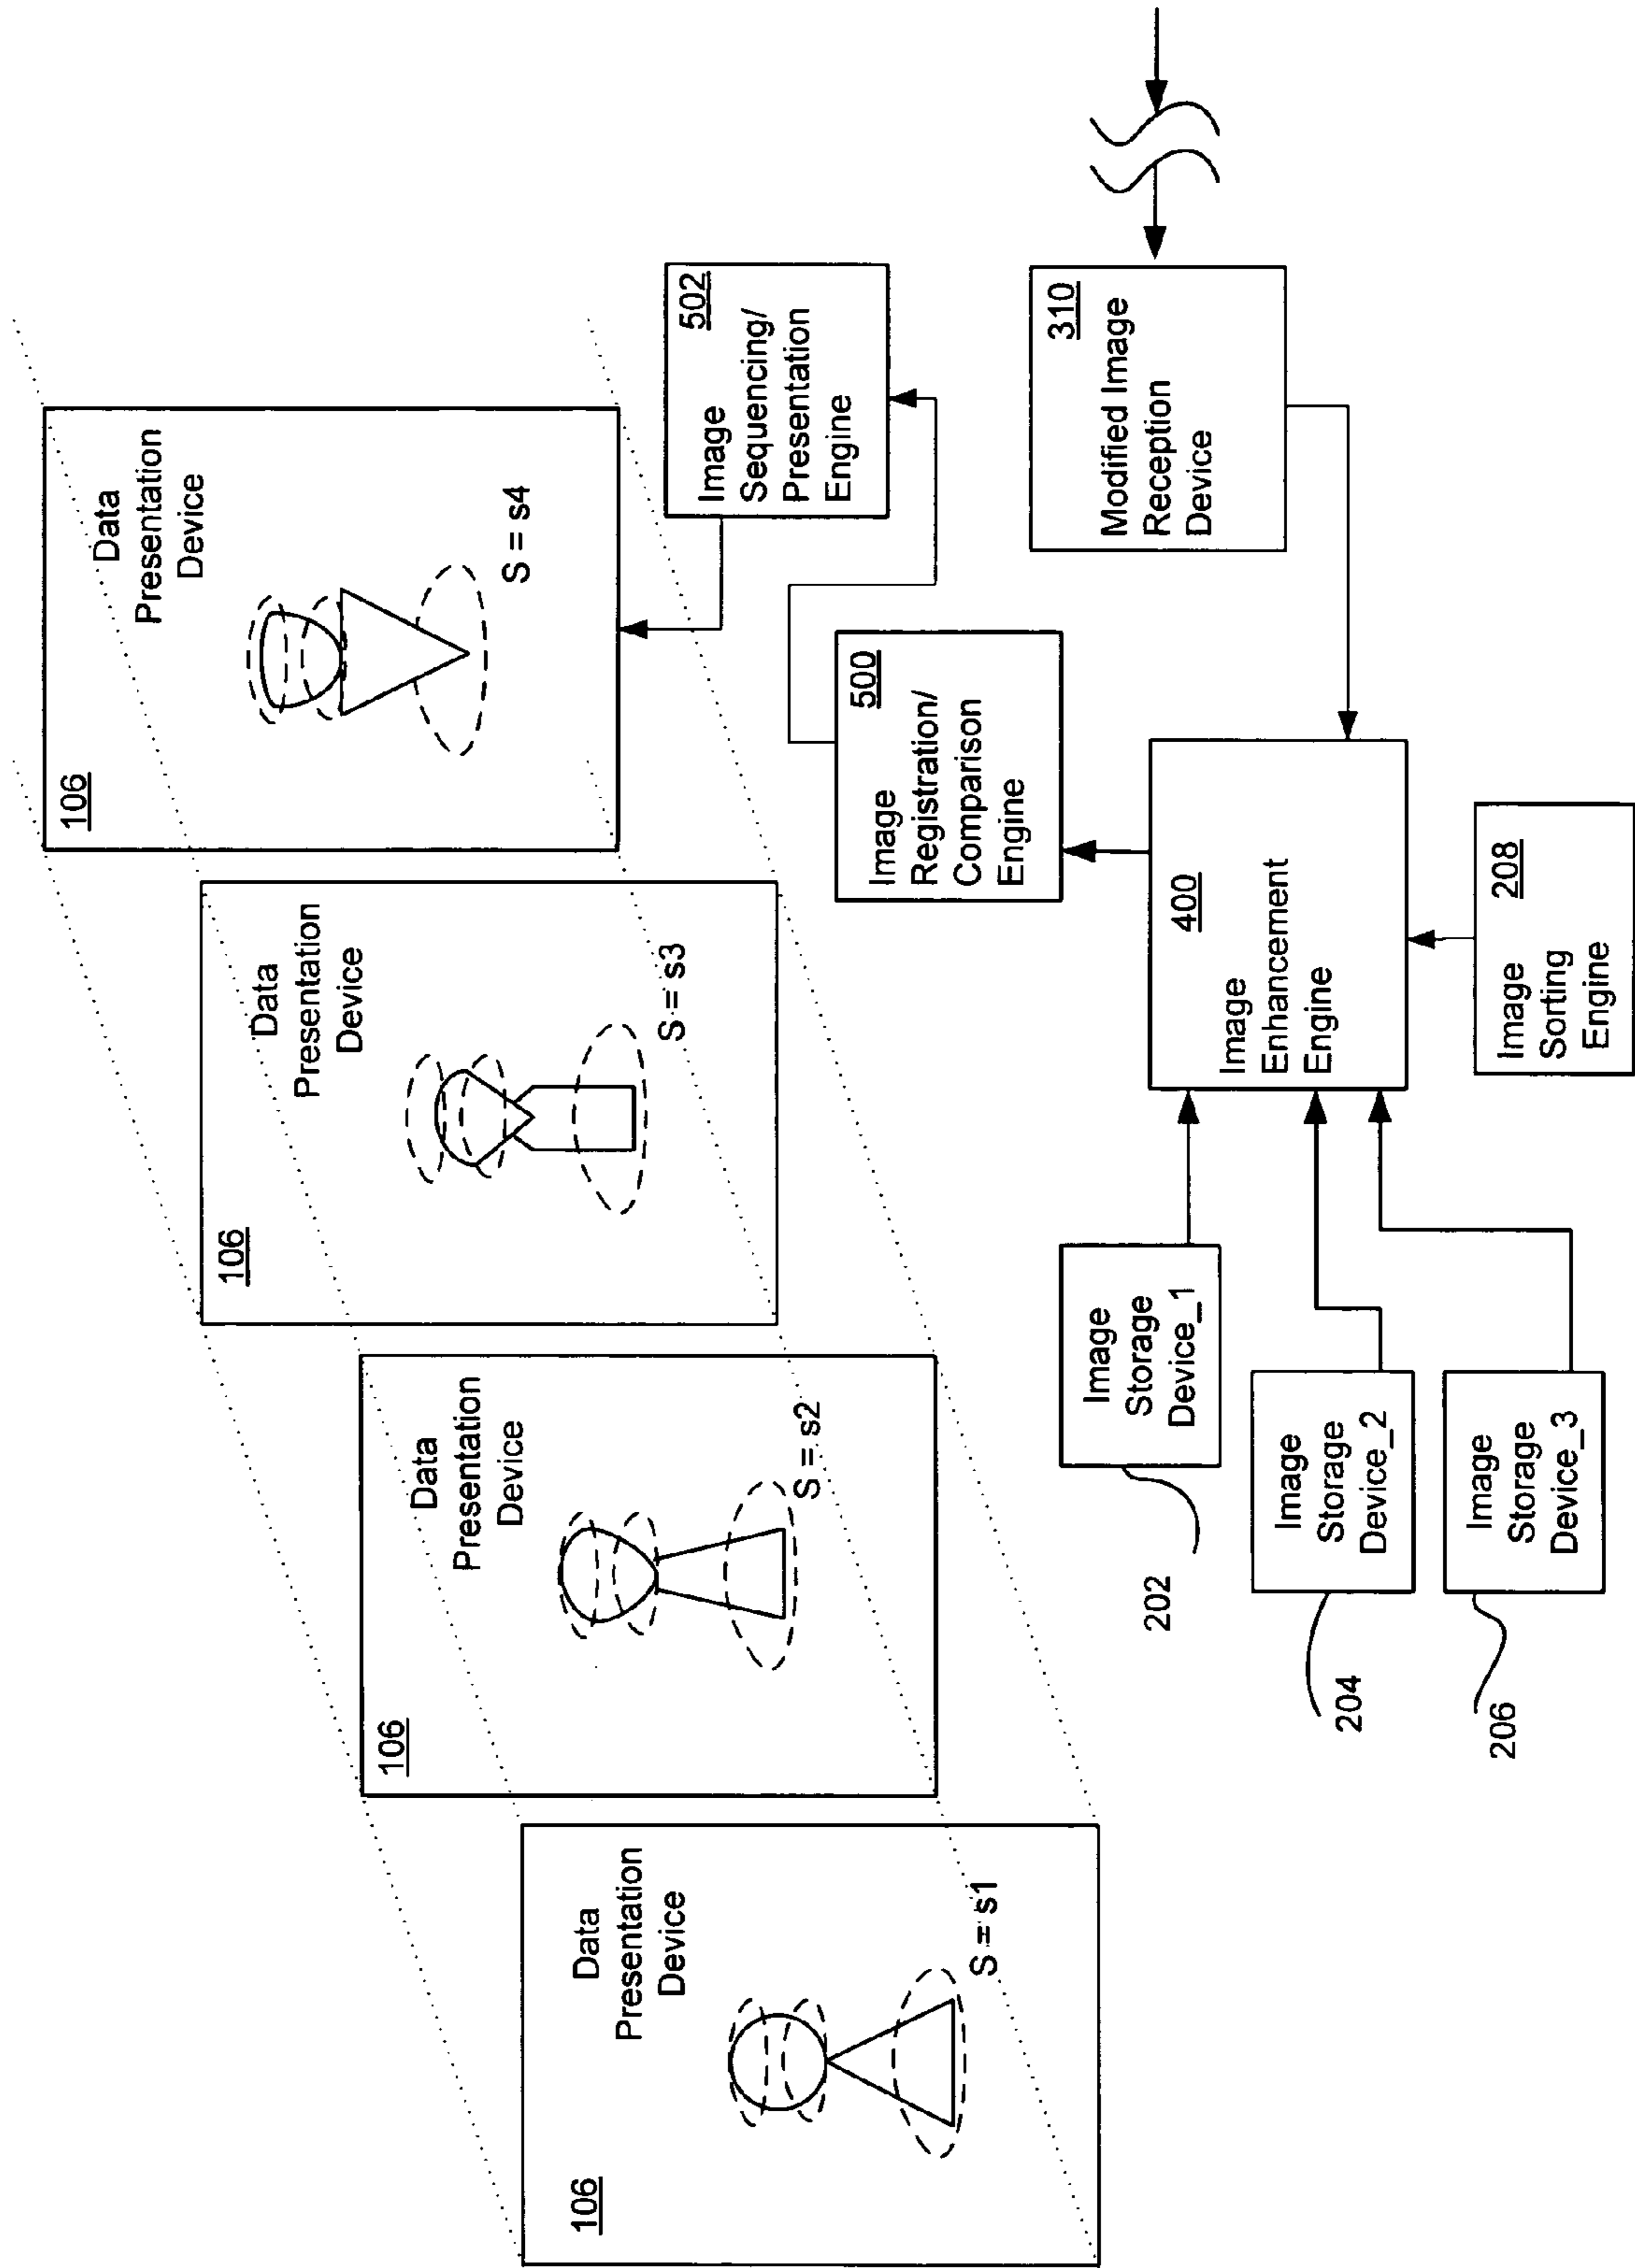 106
Data
Presentation
Device
S = s1
106
Data
Presentation
Device
S = s2
106
Data
Presentation
Device
S = s3
106
Data
Presentation
Device
S = s4
502
Image
Sequencing/
Presentation
Engine
500
Image
Registration/
Comparison
Engine
310
Modified Image
Reception
Device
400
Image
Enhancement
Engine
208
Image
Sorting
Engine
Image
Storage
Device_1
202
Image
Storage
Device_2
204
Image
Storage
Device_3
206